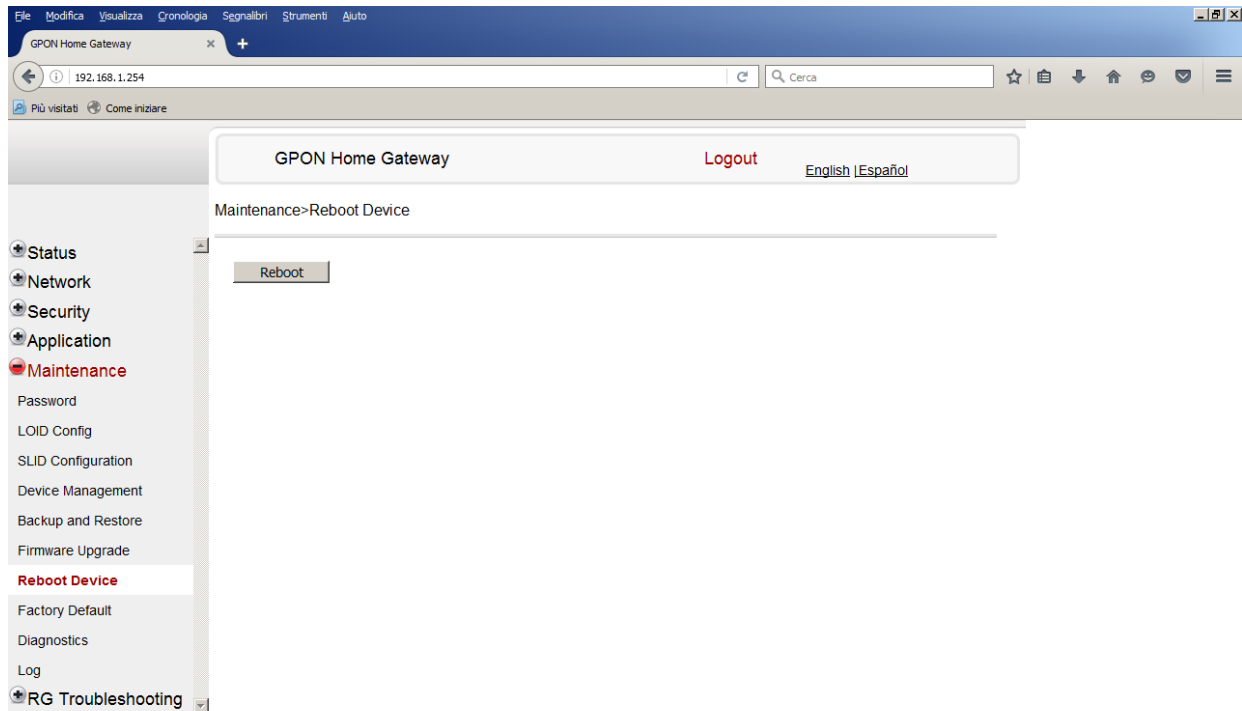 File Modifica Visualizza Cronologia Segnalibri Strumenti Aiuto
GPON Home Gateway
192.168.1.254
Cerca
Più visitati Come iniziare
GPON Home Gateway Logout English | Español
Maintenance>Reboot Device
Status
Network
Security
Application
Maintenance
Password
LOID Config
SLID Configuration
Device Management
Backup and Restore
Firmware Upgrade
Reboot Device
Factory Default
Diagnostics
Log
RG Troubleshooting
Reboot